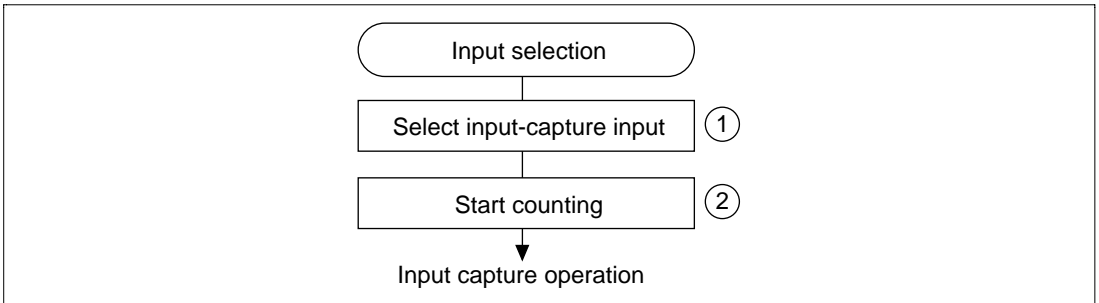 Input selection
Select input-capture input 1
Start counting 2
Input capture operation